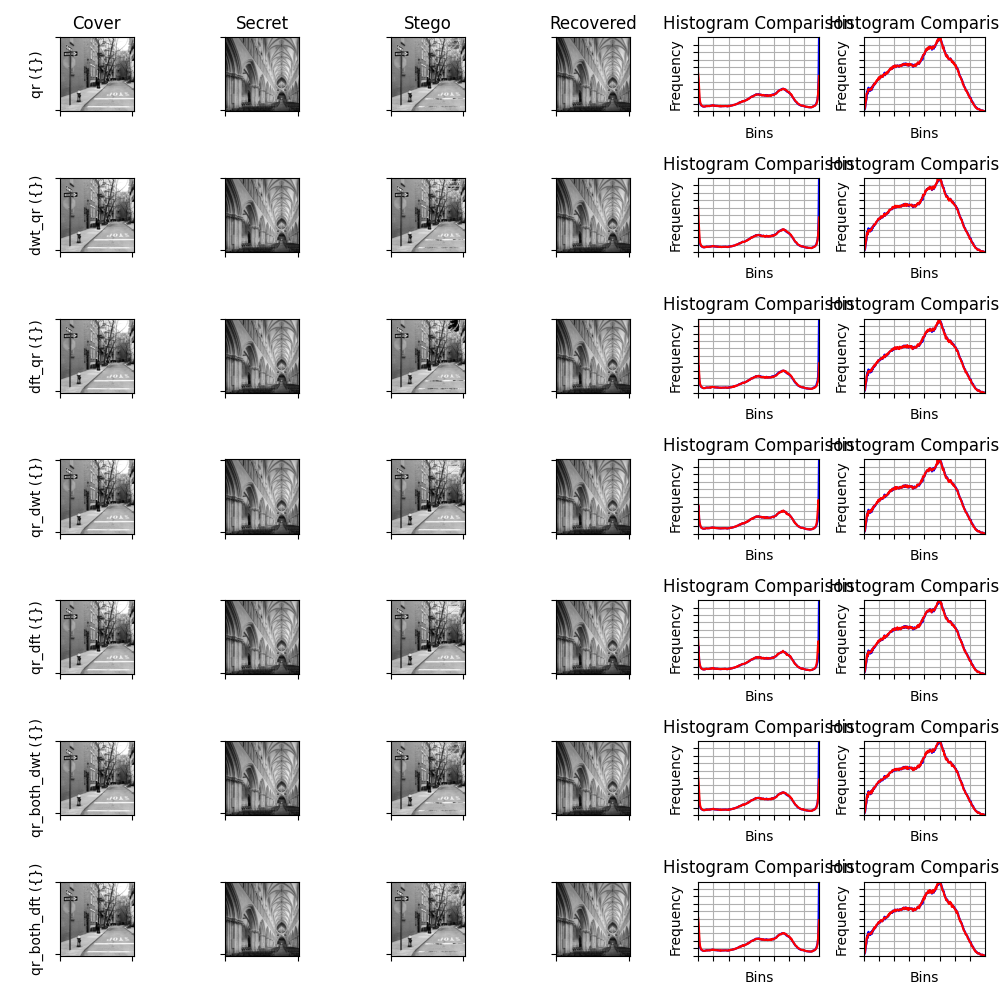 Cover Secret Stego Recovered Histogram Comparison Histogram Comparis
qr ({}) Frequency Frequency
Bins Bins
Histogram Comparison Histogram Comparis
dwt_qr ({}) Frequency Frequency
Bins Bins
Histogram Comparison Histogram Comparis
dft_qr ({}) Frequency Frequency
Bins Bins
Histogram Comparison Histogram Comparis
qr_dwt ({}) Frequency Frequency
Bins Bins
Histogram Comparison Histogram Comparis
qr_dft ({}) Frequency Frequency
Bins Bins
Histogram Comparison Histogram Comparis
qr_both_dwt ({}) Frequency Frequency
Bins Bins
Histogram Comparison Histogram Comparis
qr_both_dft ({}) Frequency Frequency
Bins Bins